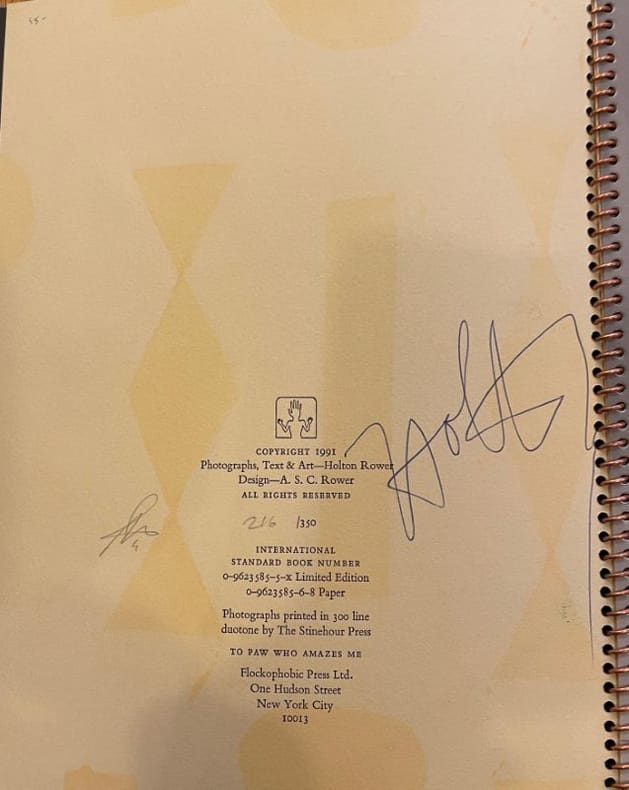 55-
COPYRIGHT 1991
Photographs, Text & Art—Holton Rower
Design—A. S. C. Rower
ALL RIGHTS RESERVED
Holton
216 /350
INTERNATIONAL
STANDARD BOOK NUMBER
0-9623585-5-x Limited Edition
0-9623585-6-8 Paper
Photographs printed in 300 line
duotone by The Stinehour Press
TO PAW WHO AMAZES ME
Flockophobic Press Ltd.
One Hudson Street
New York City
10013